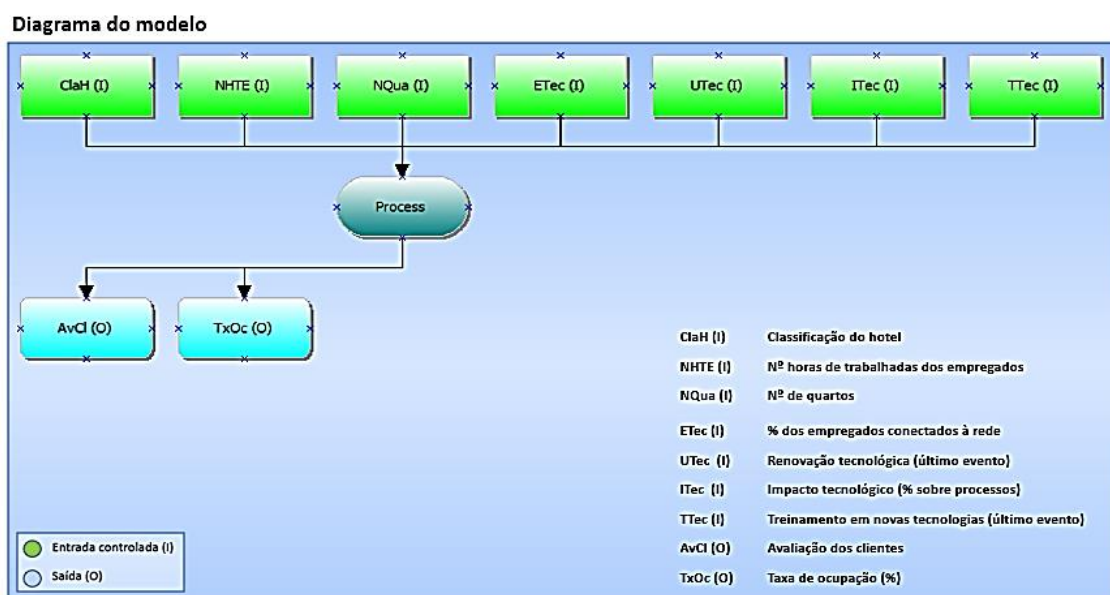 Diagrama do modelo
ClaH (I) NHTE (I) NQua (I) ETec (I) UTec (I) ITec (I) TTec (I)
Process
AvCl (O) TxOc (O)
ClaH (I) Classificação do hotel
NHTE (I) Nº horas de trabalhadas dos empregados
NQua (I) Nº de quartos
ETec (I) % dos empregados conectados à rede
UTec (I) Renovação tecnológica (último evento)
ITec (I) Impacto tecnológico (% sobre processos)
TTec (I) Treinamento em novas tecnologias (último evento)
AvCl (O) Avaliação dos clientes
TxOc (O) Taxa de ocupação (%)
Entrada controlada (I)
Saída (O)